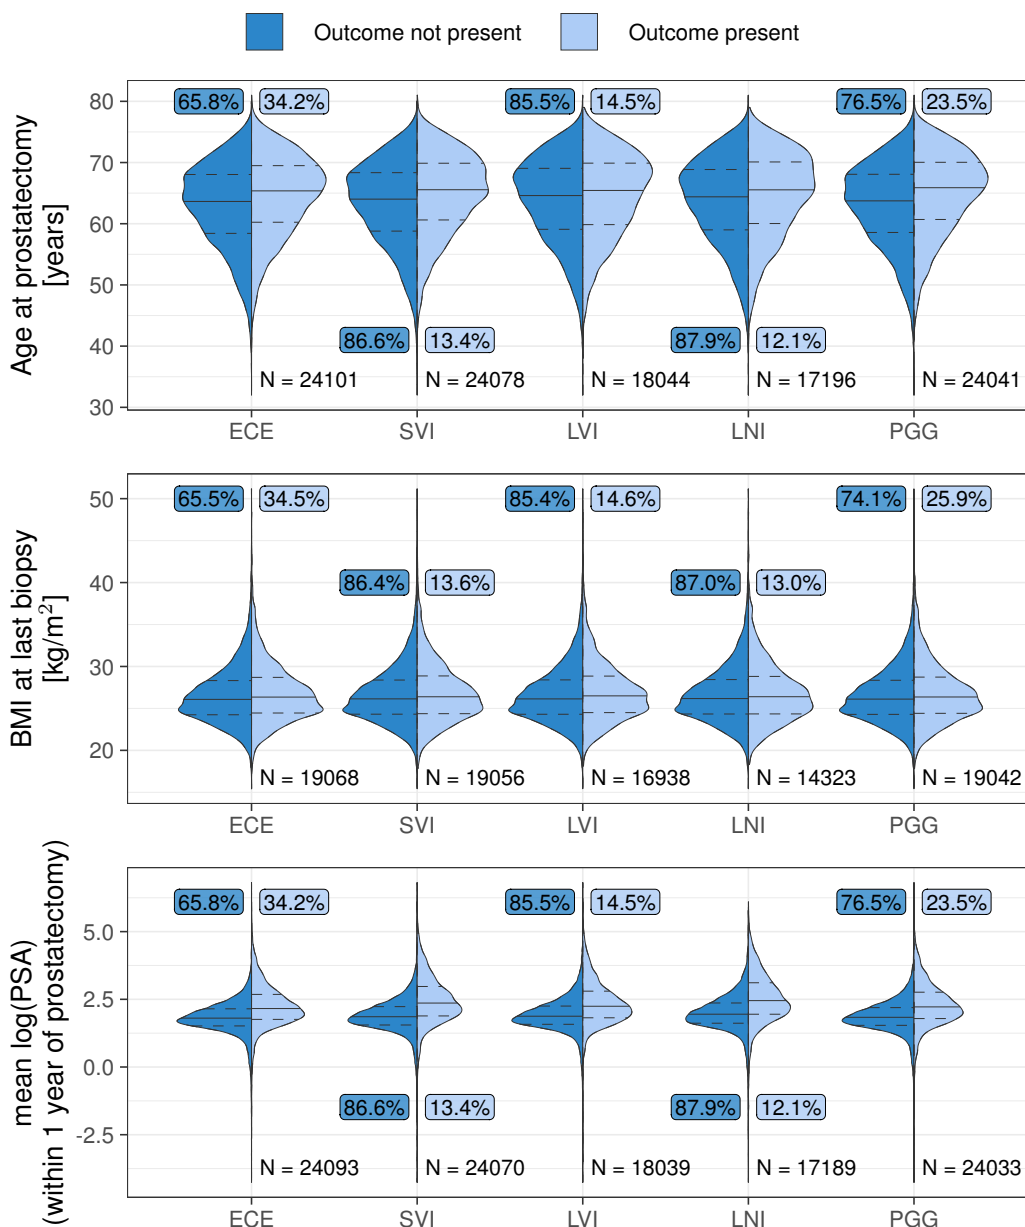 Outcome not present Outcome present
Age at prostatectomy
[years]
80
70
60
50
40
30
65.8% 34.2% 85.5% 14.5% 76.5% 23.5%
86.6% 13.4% 87.9% 12.1%
N = 24101 N = 24078 N = 18044 N = 17196 N = 24041
ECE SVI LVI LNI PGG
BMI at last biopsy
[kg/m²]
50
40
30
20
65.5% 34.5% 85.4% 14.6% 74.1% 25.9%
86.4% 13.6% 87.0% 13.0%
N = 19068 N = 19056 N = 16938 N = 14323 N = 19042
ECE SVI LVI LNI PGG
mean log(PSA)
(within 1 year of prostatectomy)
5.0
2.5
0.0
-2.5
65.8% 34.2% 85.5% 14.5% 76.5% 23.5%
86.6% 13.4% 87.9% 12.1%
N = 24093 N = 24070 N = 18039 N = 17189 N = 24033
ECE SVI LVI LNI PGG